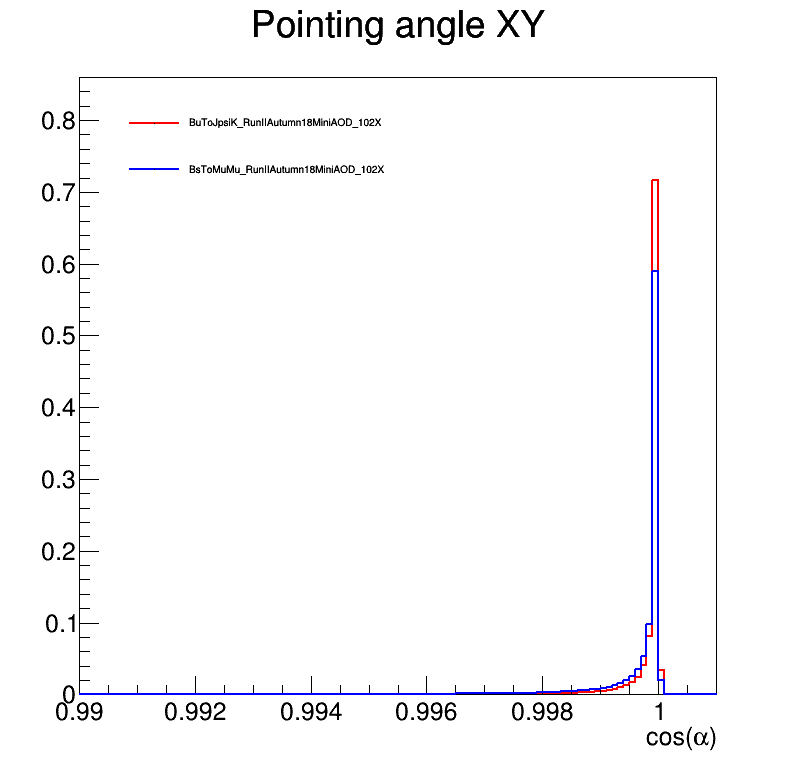 Pointing angle XY
0.8
BuToJpsiK_RunIIAutumn18MiniAOD_102X
BsToMuMu_RunIIAutumn18MiniAOD_102X
0.7
0.6
0.5
0.4
0.3
0.2
0.1
0
0.99 0.992 0.994 0.996 0.998 1
cos(α)